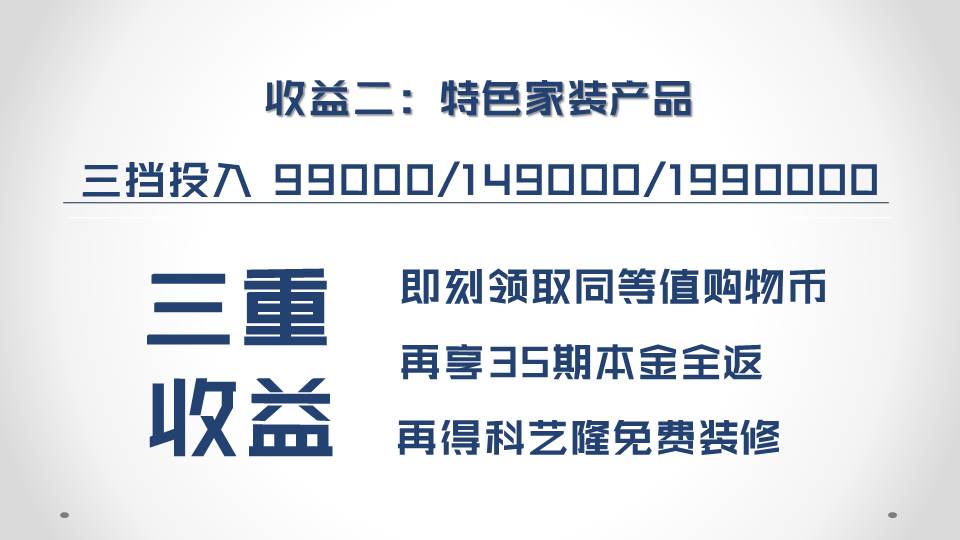 收益二：特色家装产品
三挡投入 99000/149000/1990000
三重
收益
即刻领取同等值购物币
再享35期本金全返
再得科艺隆免费装修